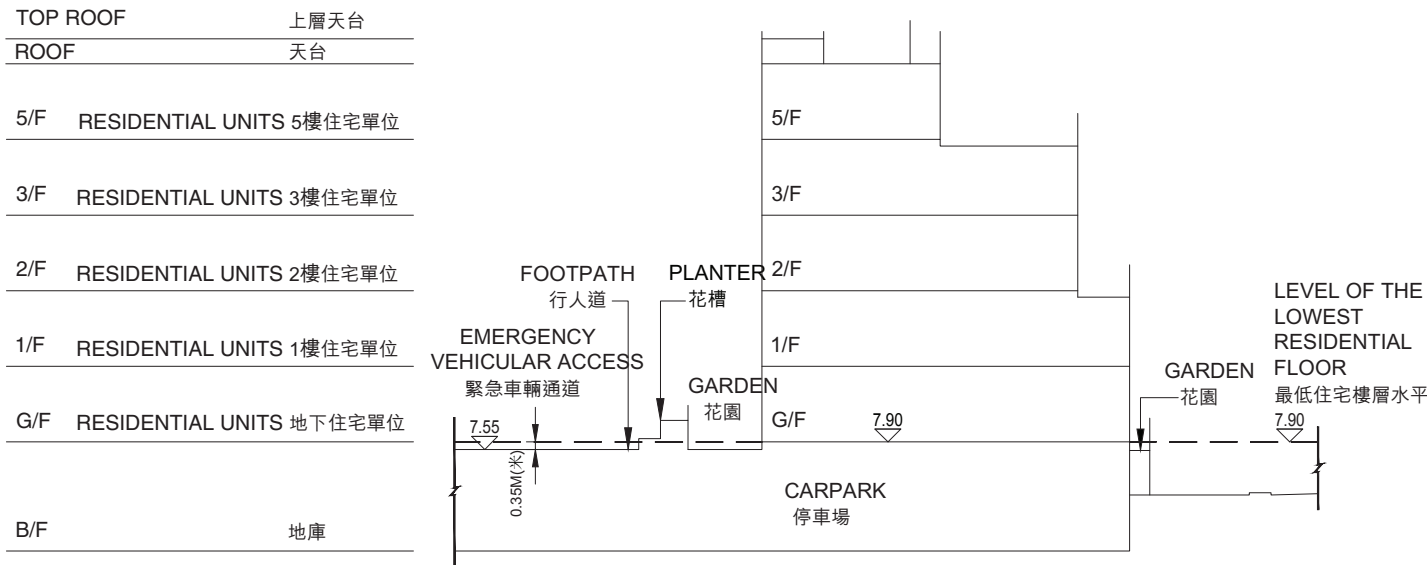 TOP ROOF 上層天台
ROOF 天台
5/F RESIDENTIAL UNITS 5樓住宅單位
3/F RESIDENTIAL UNITS 3樓住宅單位
2/F RESIDENTIAL UNITS 2樓住宅單位
1/F RESIDENTIAL UNITS 1樓住宅單位
G/F RESIDENTIAL UNITS 地下住宅單位
B/F 地庫
5/F
3/F
2/F
1/F
G/F
FOOTPATH
行人道
PLANTER
花槽
EMERGENCY
VEHICULAR ACCESS
緊急車輛通道
GARDEN
花園
7.55
0.35M(米)
7.90
CARPARK
停車場
GARDEN
花園
LEVEL OF THE
LOWEST
RESIDENTIAL
FLOOR
最低住宅樓層水平
7.90